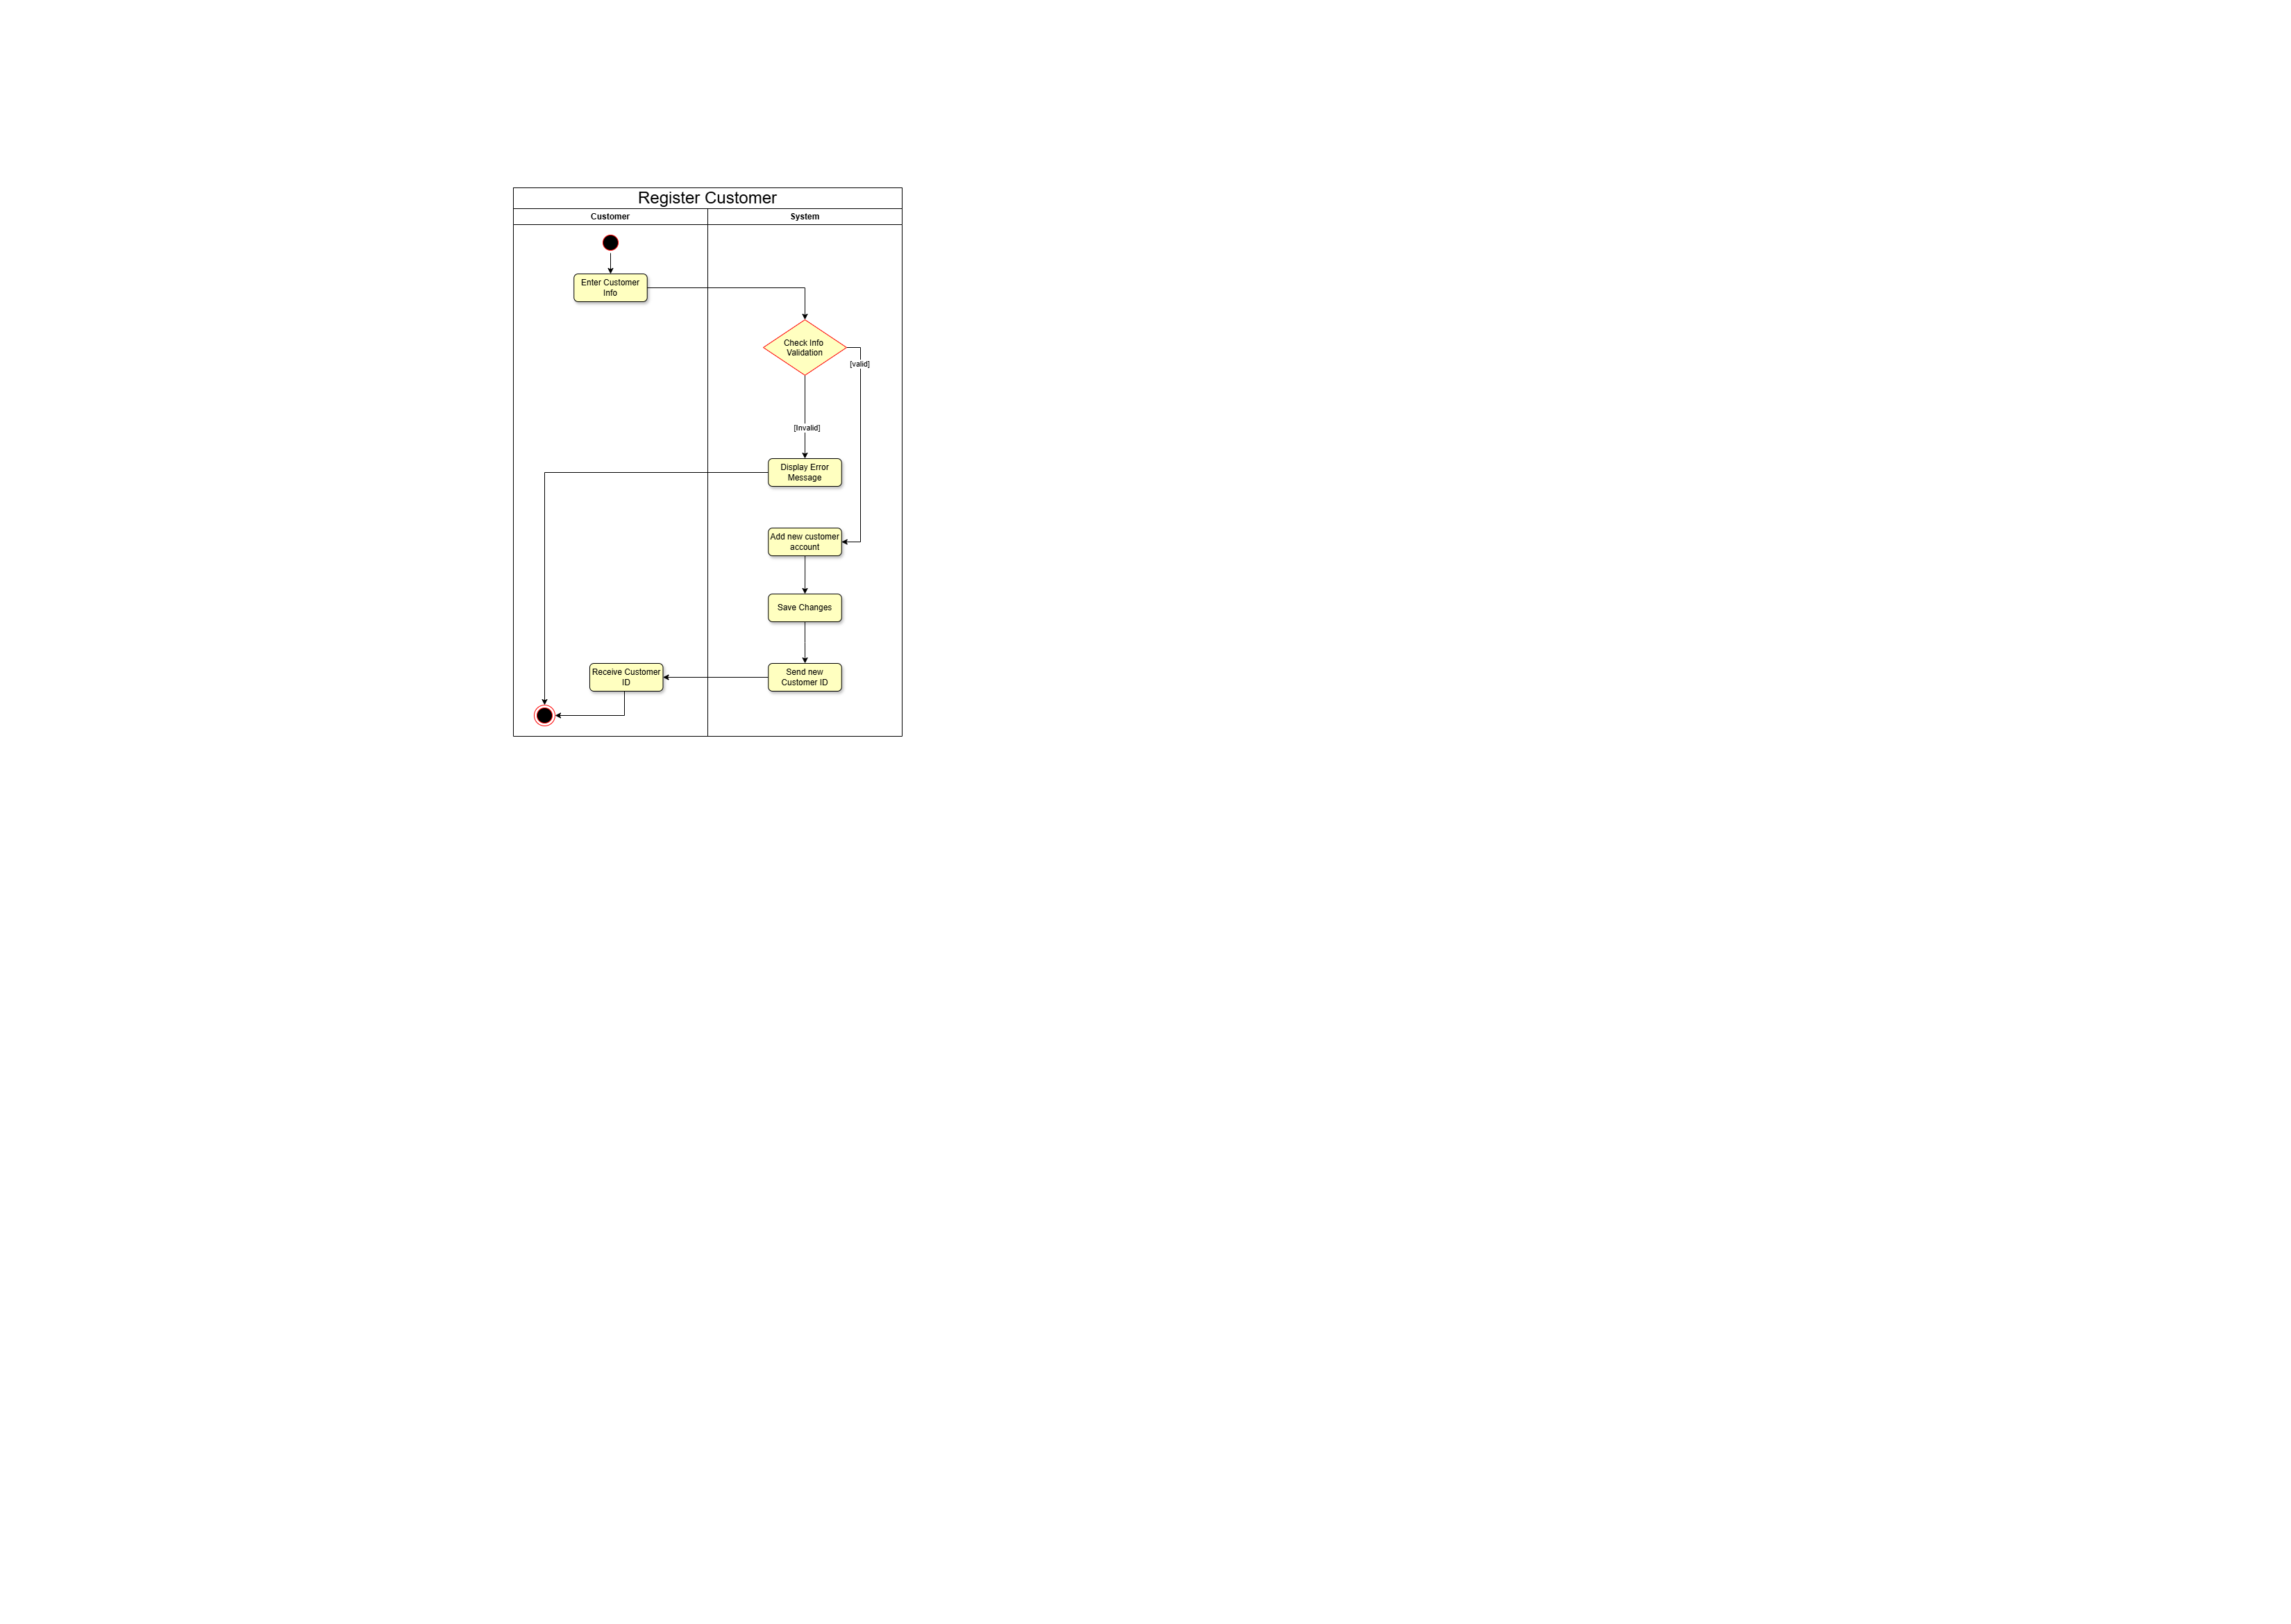 Register Customer
Customer
System
Enter Customer
Info
Check Info
Validation
[valid]
[Invalid]
Display Error
Message
Add new customer
account
Save Changes
Receive Customer
ID
Send new
Customer ID